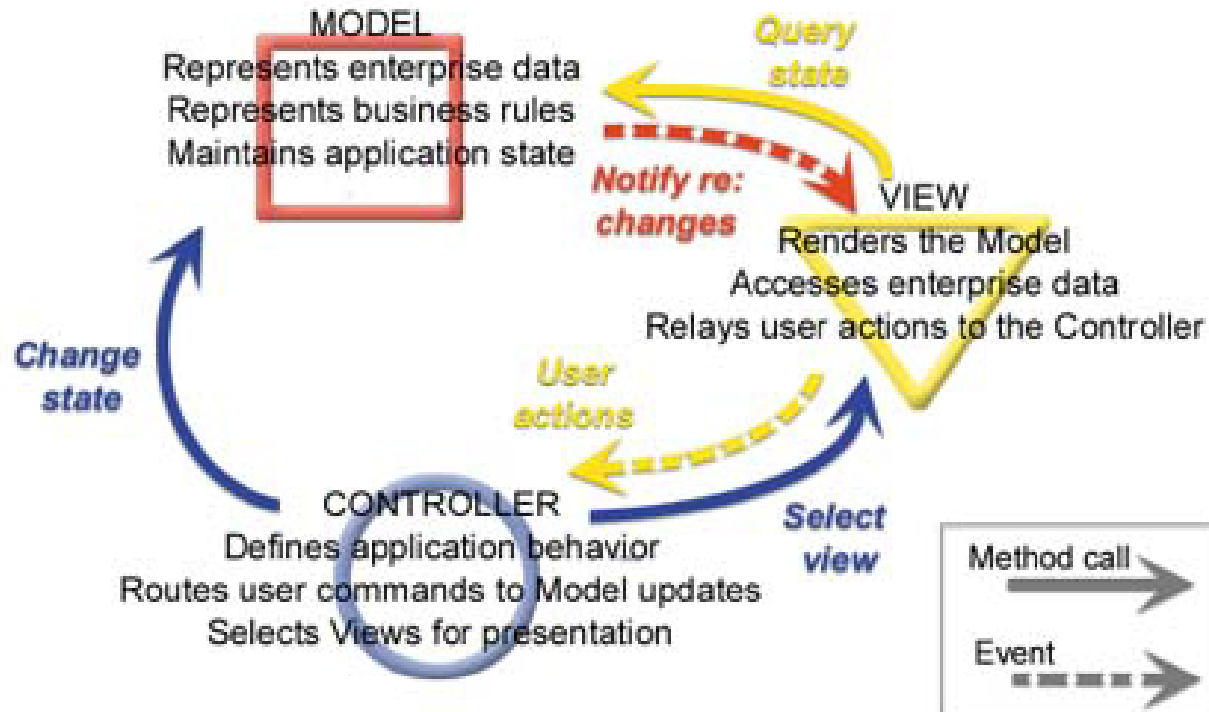 MODEL
Represents enterprise data
Represents business rules
Maintains application state
Query
state
Notify re:
changes
VIEW
Renders the Model
Accesses enterprise data
Relays user actions to the Controller
Change
state
User
actions
CONTROLLER
Defines application behavior
Routes user commands to Model updates
Selects Views for presentation
Select
view
Method call
Event